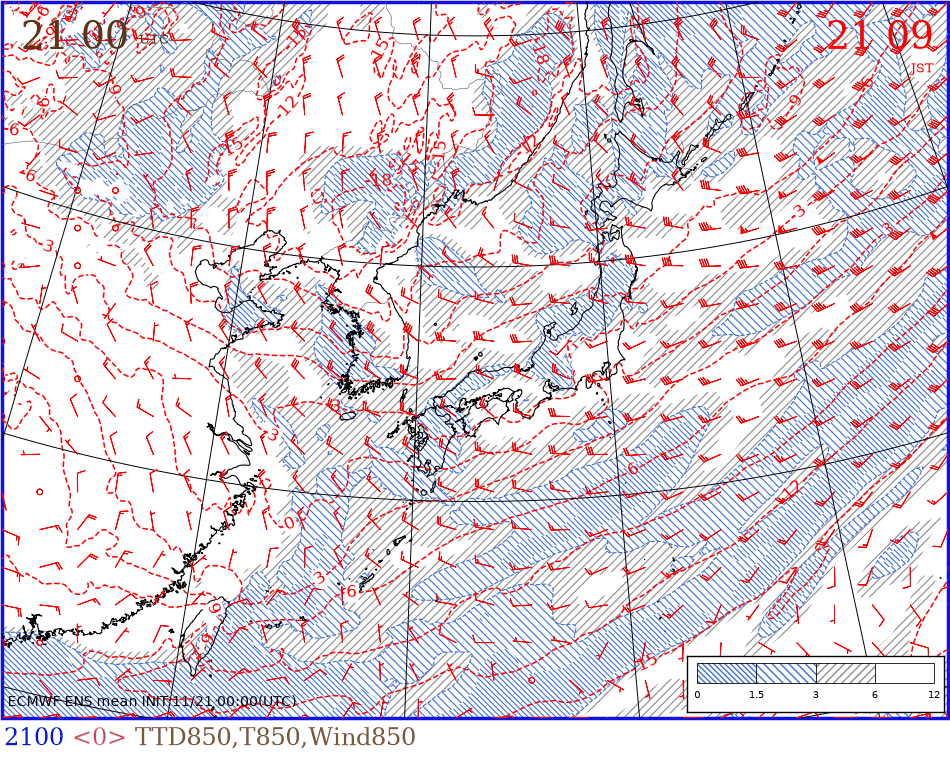 21 00 UTC
21 09
JST
ECMWF ENS mean INIT:11/21 00:00(UTC)
0 1.5 3 6 12
2100 <0> TTD850,T850,Wind850